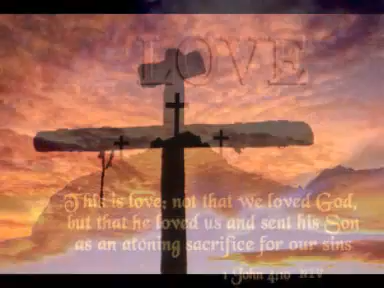 LOVE
This is love: not that we loved God,
but that he loved us and sent his Son
as an atoning sacrifice for our sins
1 John 4:10 NIV